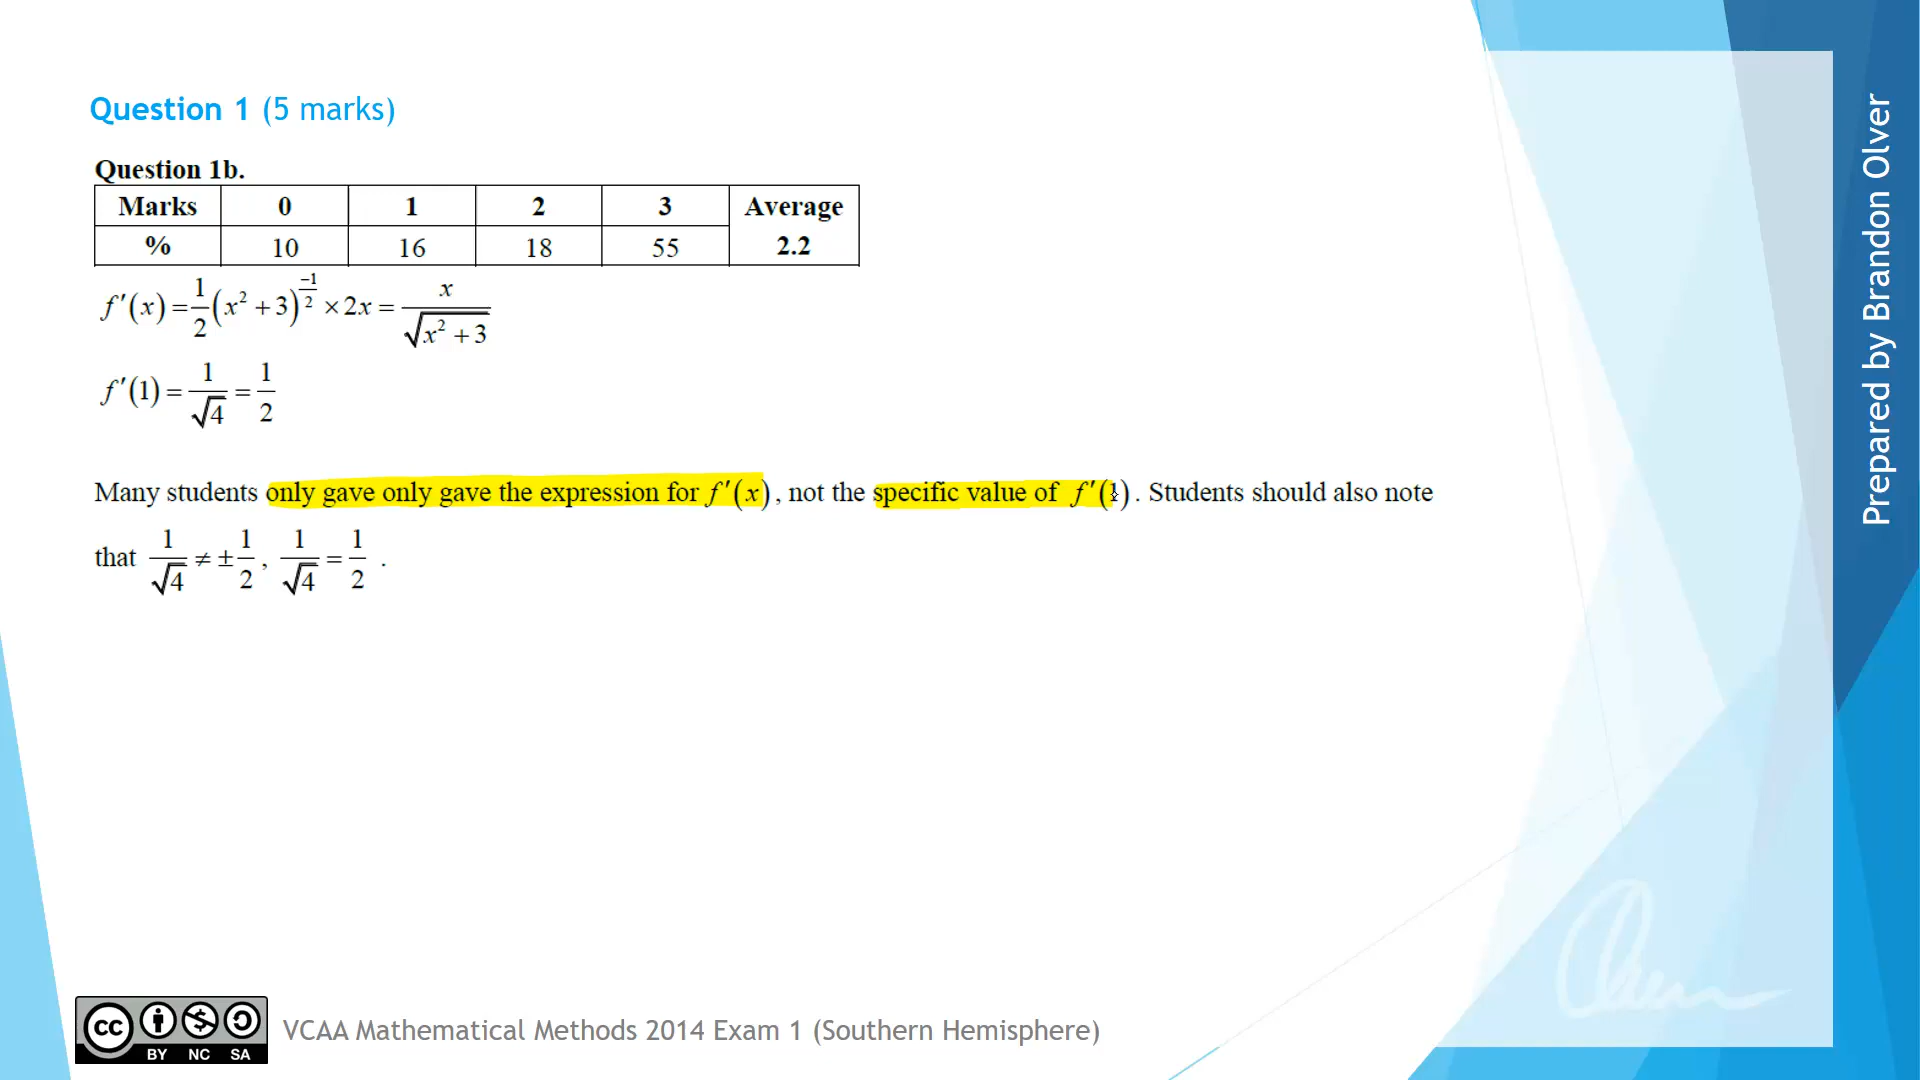 Question 1 (5 marks)
Question 1b.
Marks 0 1 2 3 Average
% 10 16 18 55 2.2
f′(x) = 1/2 (x² + 3)^(−1/2) × 2x = x/√(x² + 3)
f′(1) = 1/√4 = 1/2
Many students only gave only gave the expression for f′(x), not the specific value of f′(1). Students should also note
that 1/√4 ≠ ± 1/2, 1/√4 = 1/2.
Prepared by Brandon Olver
cc
BY NC SA
VCAA Mathematical Methods 2014 Exam 1 (Southern Hemisphere)